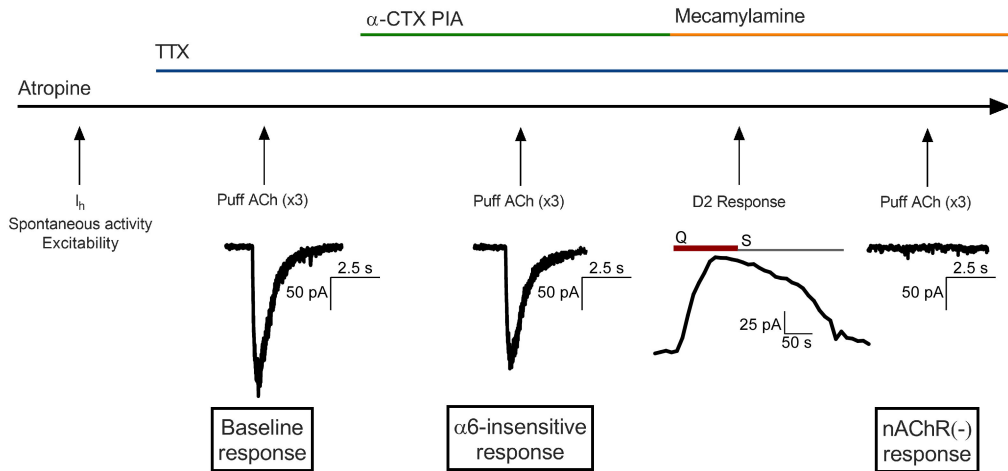 α-CTX PIA
Mecamylamine
TTX
Atropine
Ih
Spontaneous activity
Excitability
Puff ACh (x3)
Puff ACh (x3)
D2 Response
Puff ACh (x3)
Q
S
2.5 s
50 pA
2.5 s
50 pA
25 pA
50 s
2.5 s
50 pA
Baseline
response
α6-insensitive
response
nAChR(-)
response